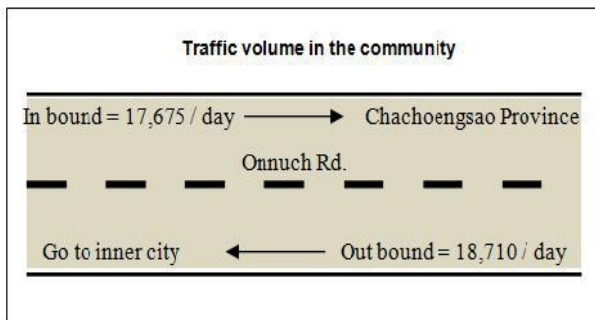 Traffic volume in the community
In bound = 17,675 / day Chachoengsao Province
Onnuch Rd.
Go to inner city Out bound = 18,710 / day